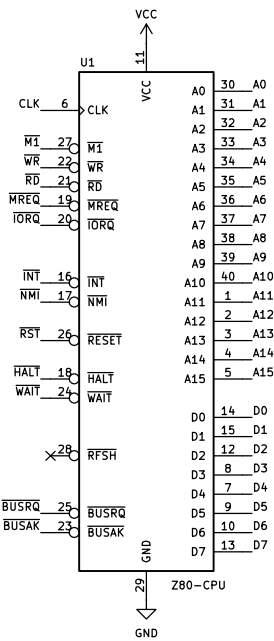 VCC
U1
11
VCC
A0 30 A0
CLK 6 CLK A1 31 A1
A2 32 A2
M1 27 M1 A3 33 A3
WR 22 WR A4 34 A4
RD 21 RD A5 35 A5
MREQ 19 MREQ A6 36 A6
IORQ 20 IORQ A7 37 A7
A8 38 A8
A9 39 A9
INT 16 INT A10 40 A10
NMI 17 NMI A11 1 A11
A12 2 A12
RST 26 RESET A13 3 A13
A14 4 A14
HALT 18 HALT A15 5 A15
WAIT 24 WAIT
D0 14 D0
D1 15 D1
28 RFSH D2 12 D2
D3 8 D3
D4 7 D4
BUSRQ 25 BUSRQ D5 9 D5
BUSAK 23 BUSAK D6 10 D6
D7 13 D7
GND
29
Z80-CPU
GND